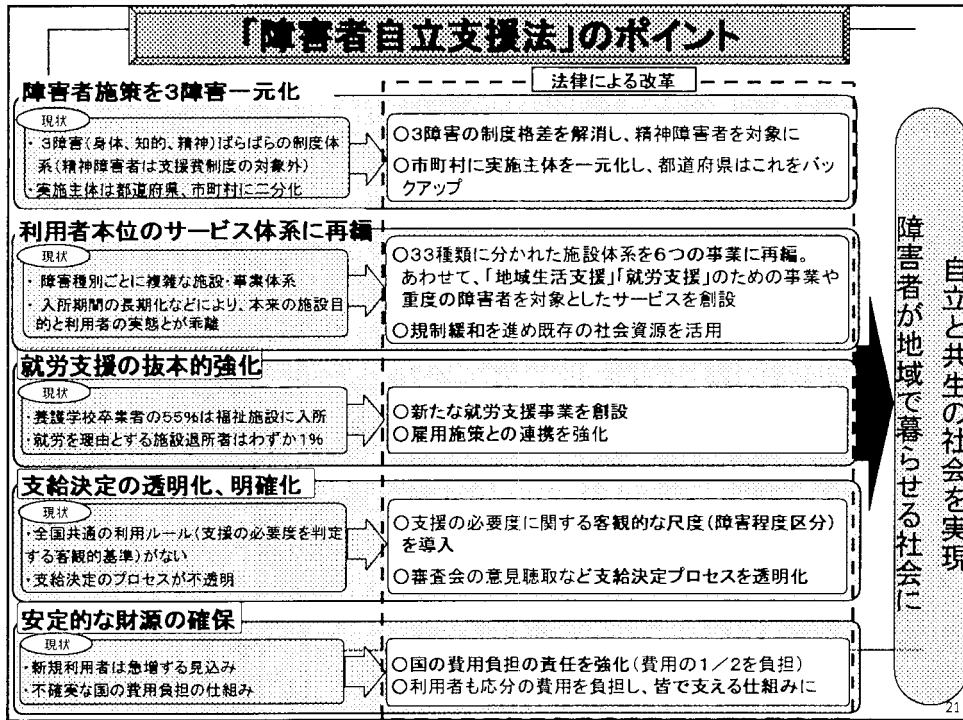 「障害者自立支援法」のポイント
法律による改革
障害者施策を3障害一元化
現状
・3障害(身体、知的、精神)ばらばらの制度体
系(精神障害者は支援費制度の対象外)
・実施主体は都道府県、市町村に二分化
○3障害の制度格差を解消し、精神障害者を対象に
○市町村に実施主体を一元化し、都道府県はこれをバッ
クアップ
利用者本位のサービス体系に再編
現状
・障害種別ごとに複雑な施設・事業体系
・入所期間の長期化などにより、本来の施設目
的と利用者の実態とが乖離
○33種類に分かれた施設体系を6つの事業に再編。
あわせて、「地域生活支援」「就労支援」のための事業や
重度の障害者を対象としたサービスを創設
○規制緩和を進め既存の社会資源を活用
就労支援の抜本的強化
現状
・養護学校卒業者の55%は福祉施設に入所
・就労を理由とする施設退所者はわずか1%
○新たな就労支援事業を創設
○雇用施策との連携を強化
支給決定の透明化、明確化
現状
・全国共通の利用ルール(支援の必要度を判定
する客観的基準)がない
・支給決定のプロセスが不透明
○支援の必要度に関する客観的な尺度(障害程度区分)
を導入
○審査会の意見聴取など支給決定プロセスを透明化
安定的な財源の確保
現状
・新規利用者は急増する見込み
・不確実な国の費用負担の仕組み
○国の費用負担の責任を強化(費用の1/2を負担)
○利用者も応分の費用を負担し、皆で支える仕組みに
障害者が地域で暮らせる社会に
自立と共生の社会を実現
21